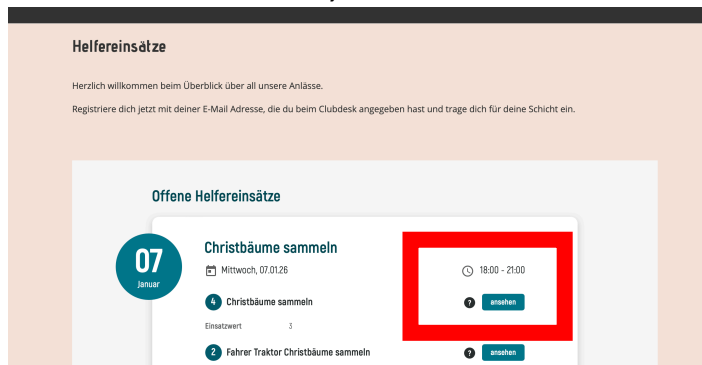 Helfereinsätze
Herzlich willkommen beim Überblick über all unsere Anlässe.
Registriere dich jetzt mit deiner E-Mail Adresse, die du beim Clubdesk angegeben hast und trage dich für deine Schicht ein.
Offene Helfereinsätze
07
Januar
Christbäume sammeln
Mittwoch, 07.01.26
18:00 - 21:00
4 Christbäume sammeln
? ansehen
Einsatzwert 3
2 Fahrer Traktor Christbäume sammeln
? ansehen